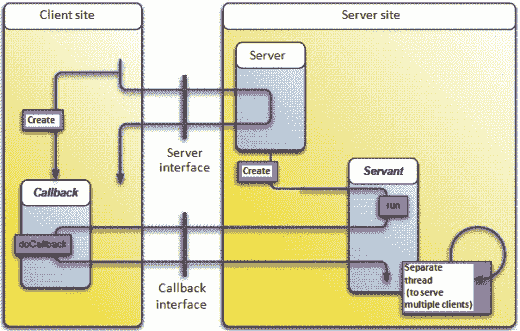 Client site
Server site
Server
Create
Server
interface
Create
Servant
Callback
run
doCallback
Callback
interface
Separate
thread
(to serve
multiple clients)